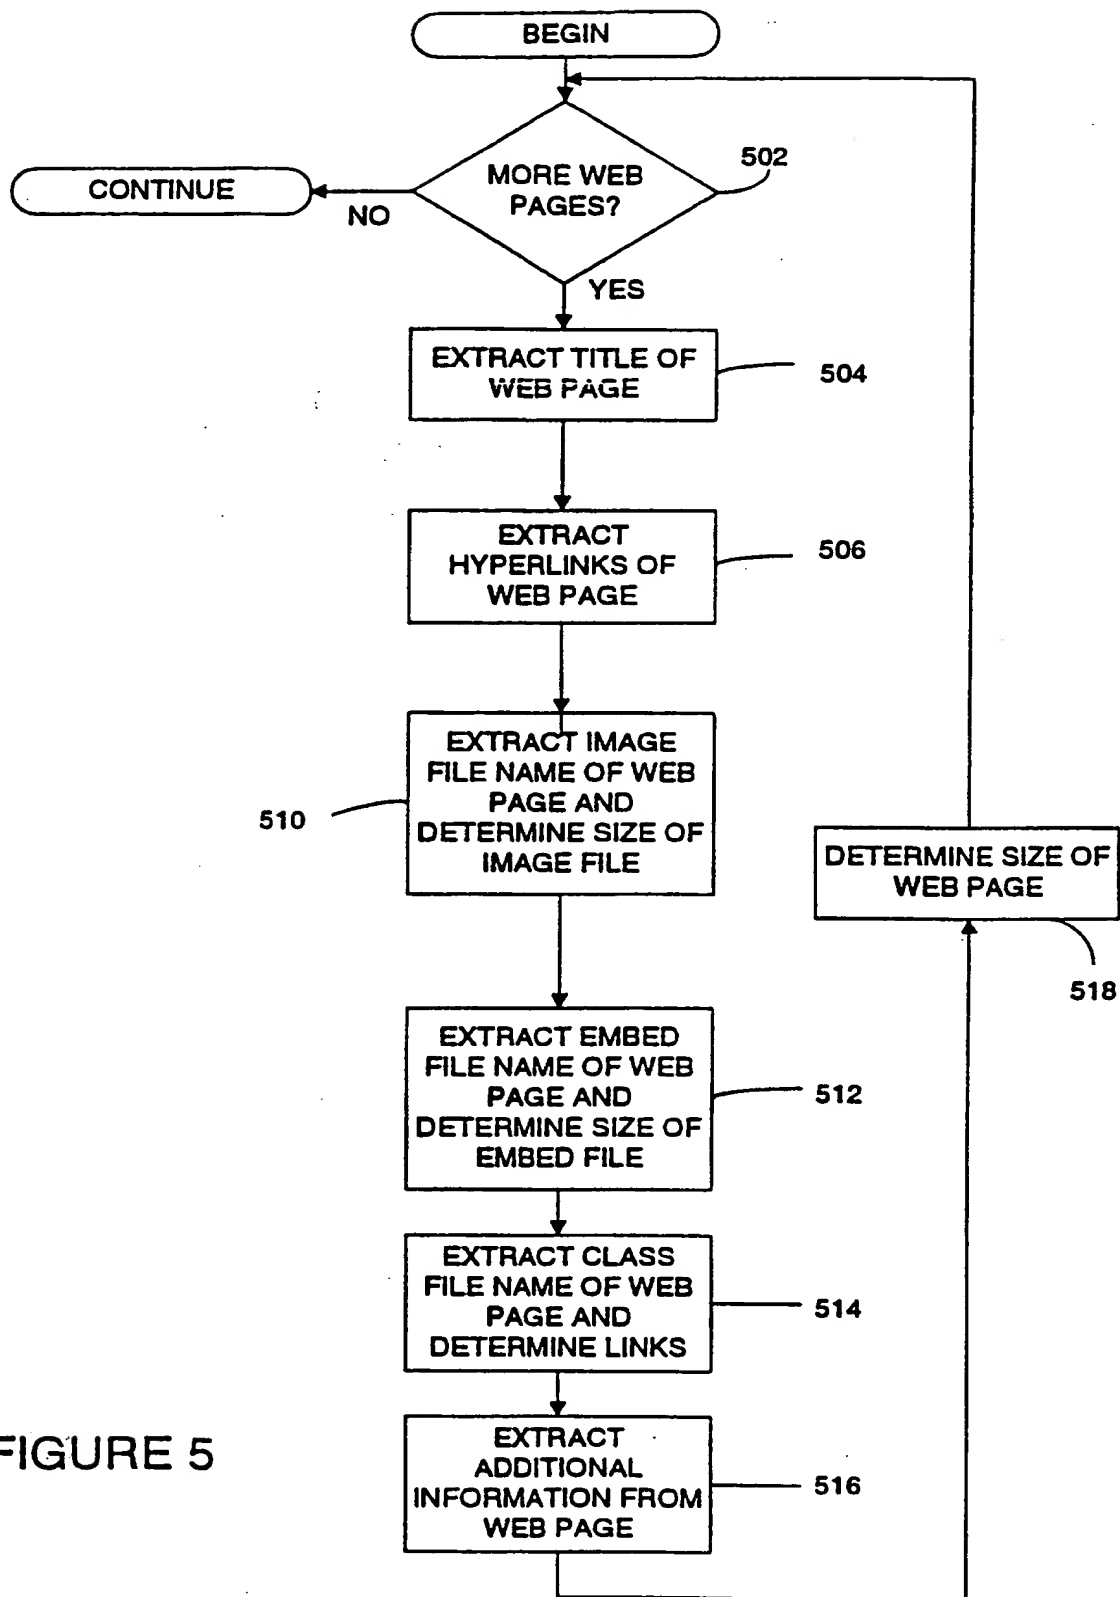 BEGIN
MORE WEB
PAGES?
502
CONTINUE
NO
YES
EXTRACT TITLE OF
WEB PAGE
504
EXTRACT
HYPERLINKS OF
WEB PAGE
506
EXTRACT IMAGE
FILE NAME OF WEB
PAGE AND
DETERMINE SIZE OF
IMAGE FILE
510
DETERMINE SIZE OF
WEB PAGE
518
EXTRACT EMBED
FILE NAME OF WEB
PAGE AND
DETERMINE SIZE OF
EMBED FILE
512
EXTRACT CLASS
FILE NAME OF WEB
PAGE AND
DETERMINE LINKS
514
EXTRACT
ADDITIONAL
INFORMATION FROM
WEB PAGE
516
FIGURE 5